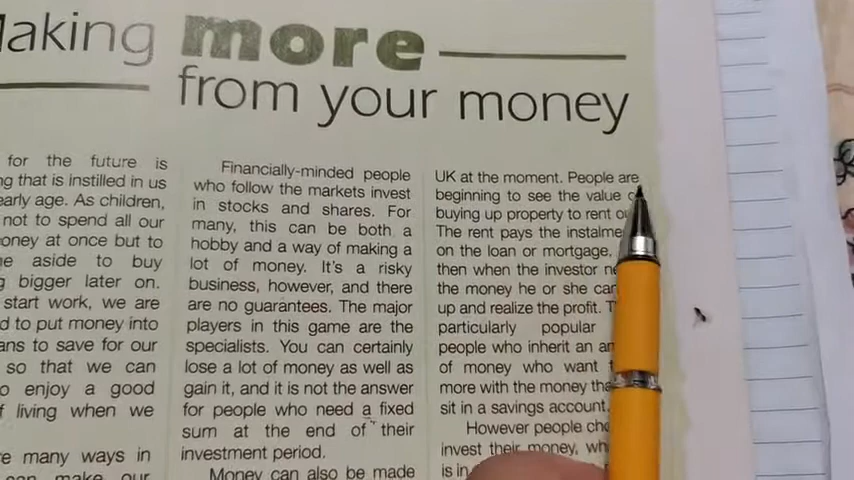 aking more
from your money
for the future is
ng that is instilled in us
early age. As children,
not to spend all our
oney at once but to
e aside to buy
g bigger later on.
start work, we are
d to put money into
ans to save for our
so that we can
o enjoy a good
f living when we
e many ways in
can make our
Financially-minded people
who follow the markets invest
in stocks and shares. For
many, this can be both a
hobby and a way of making a
lot of money. It's a risky
business, however, and there
are no guarantees. The major
players in this game are the
specialists. You can certainly
lose a lot of money as well as
gain it, and it is not the answer
for people who need a fixed
sum at the end of their
investment period.
Money can also be made
UK at the moment. People are
beginning to see the value
buying up property to rent
The rent pays the instalme
on the loan or mortgage,
then when the investor ne
the money he or she can
up and realize the profit.
particularly popular
people who inherit an
of money who want
more with the money tha
sit in a savings account.
However people cho
invest their money, wh
is in